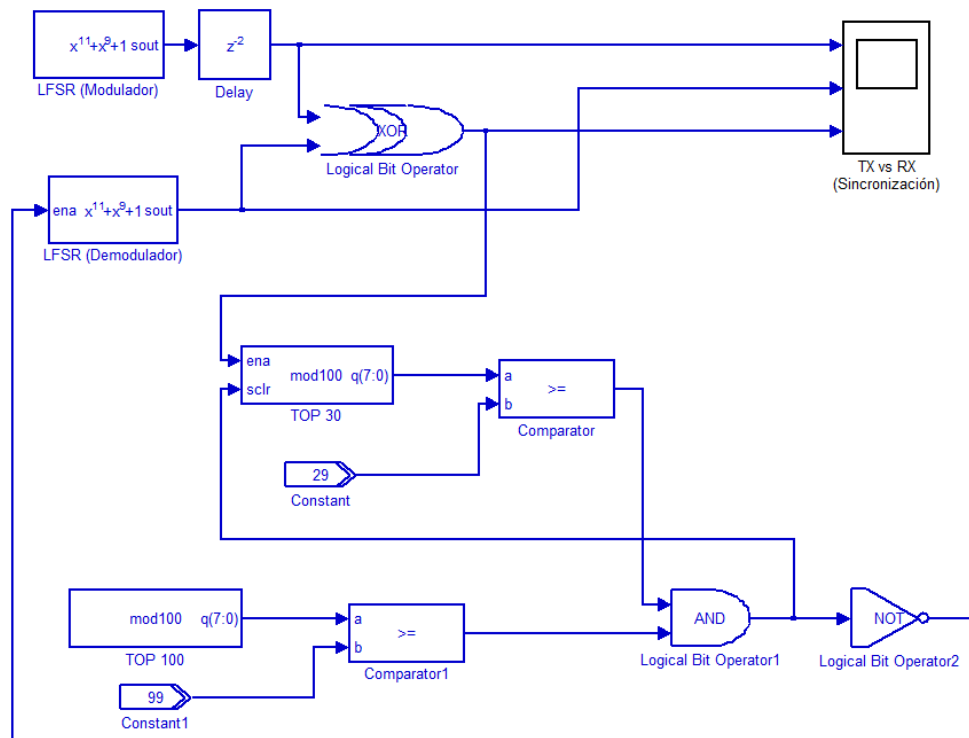 x¹¹+x⁹+1 sout
LFSR (Modulador)
z⁻²
Delay
XOR
Logical Bit Operator
TX vs RX
(Sincronización)
ena x¹¹+x⁹+1 sout
LFSR (Demodulador)
ena
sclr
mod100 q(7:0)
TOP 30
a
b
>=
Comparator
29
Constant
mod100 q(7:0)
TOP 100
a
b
>=
Comparator1
99
Constant1
AND
Logical Bit Operator1
NOT
Logical Bit Operator2